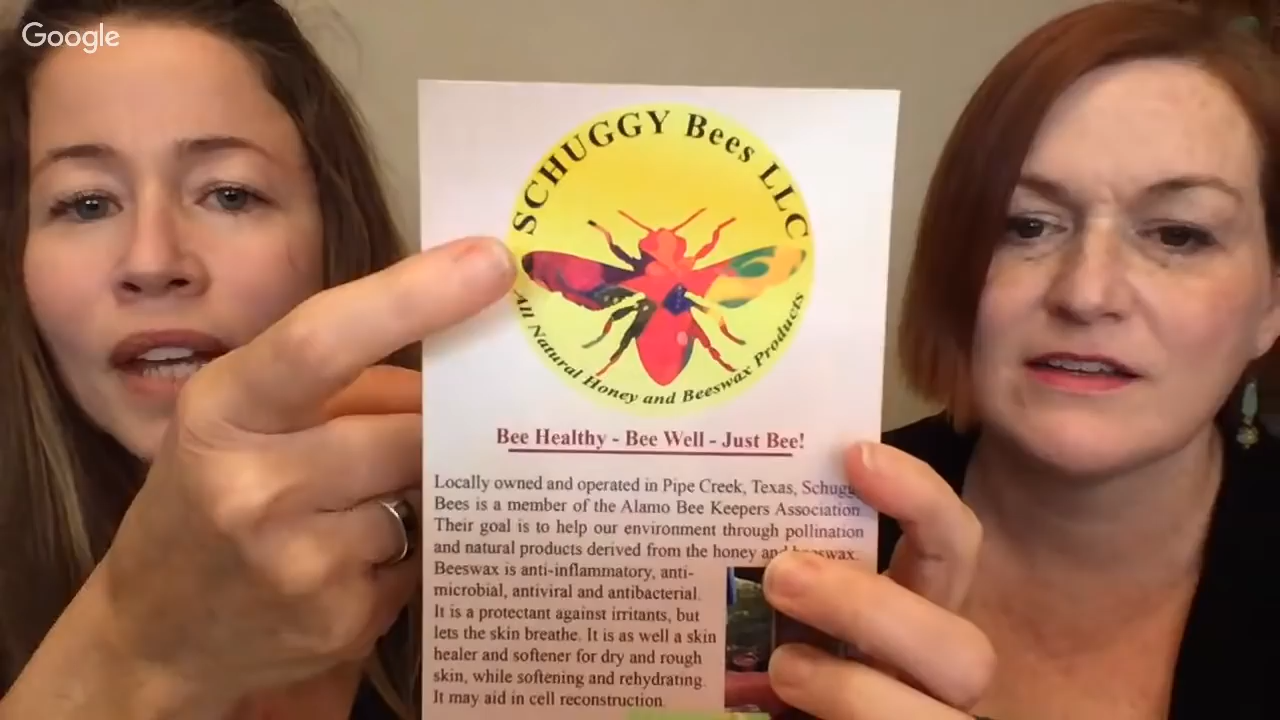 Google
SCHUGGY Bees LLC
All Natural Honey and Beeswax Products
Bee Healthy - Bee Well - Just Bee!
Locally owned and operated in Pipe Creek, Texas, Schugg
Bees is a member of the Alamo Bee Keepers Association.
Their goal is to help our environment through pollination
and natural products derived from the honey and beeswax.
Beeswax is anti-inflammatory, anti-
microbial, antiviral and antibacterial.
It is a protectant against irritants, but
lets the skin breathe. It is as well a skin
healer and softener for dry and rough
skin, while softening and rehydrating.
It may aid in cell reconstruction.